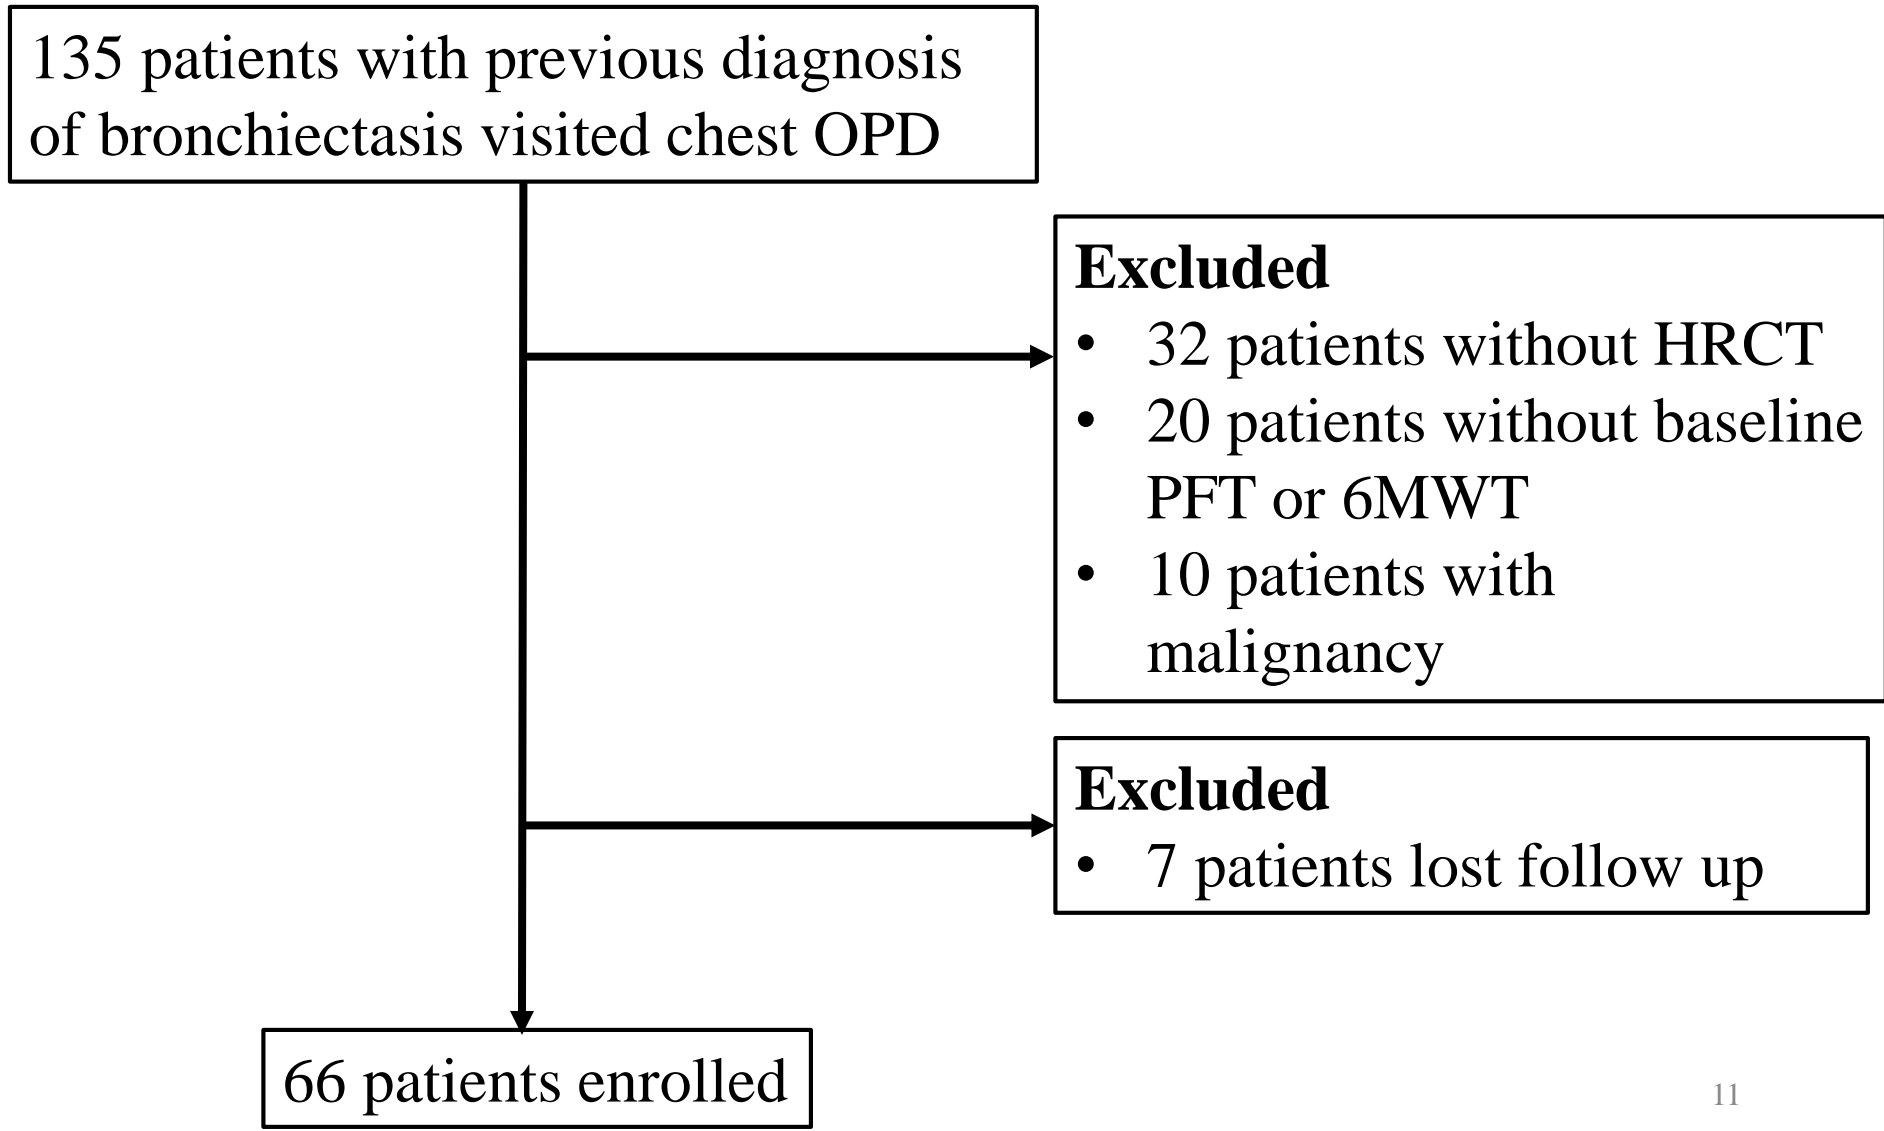 135 patients with previous diagnosis
of bronchiectasis visited chest OPD
Excluded
• 32 patients without HRCT
• 20 patients without baseline
PFT or 6MWT
• 10 patients with
malignancy
Excluded
• 7 patients lost follow up
66 patients enrolled
11